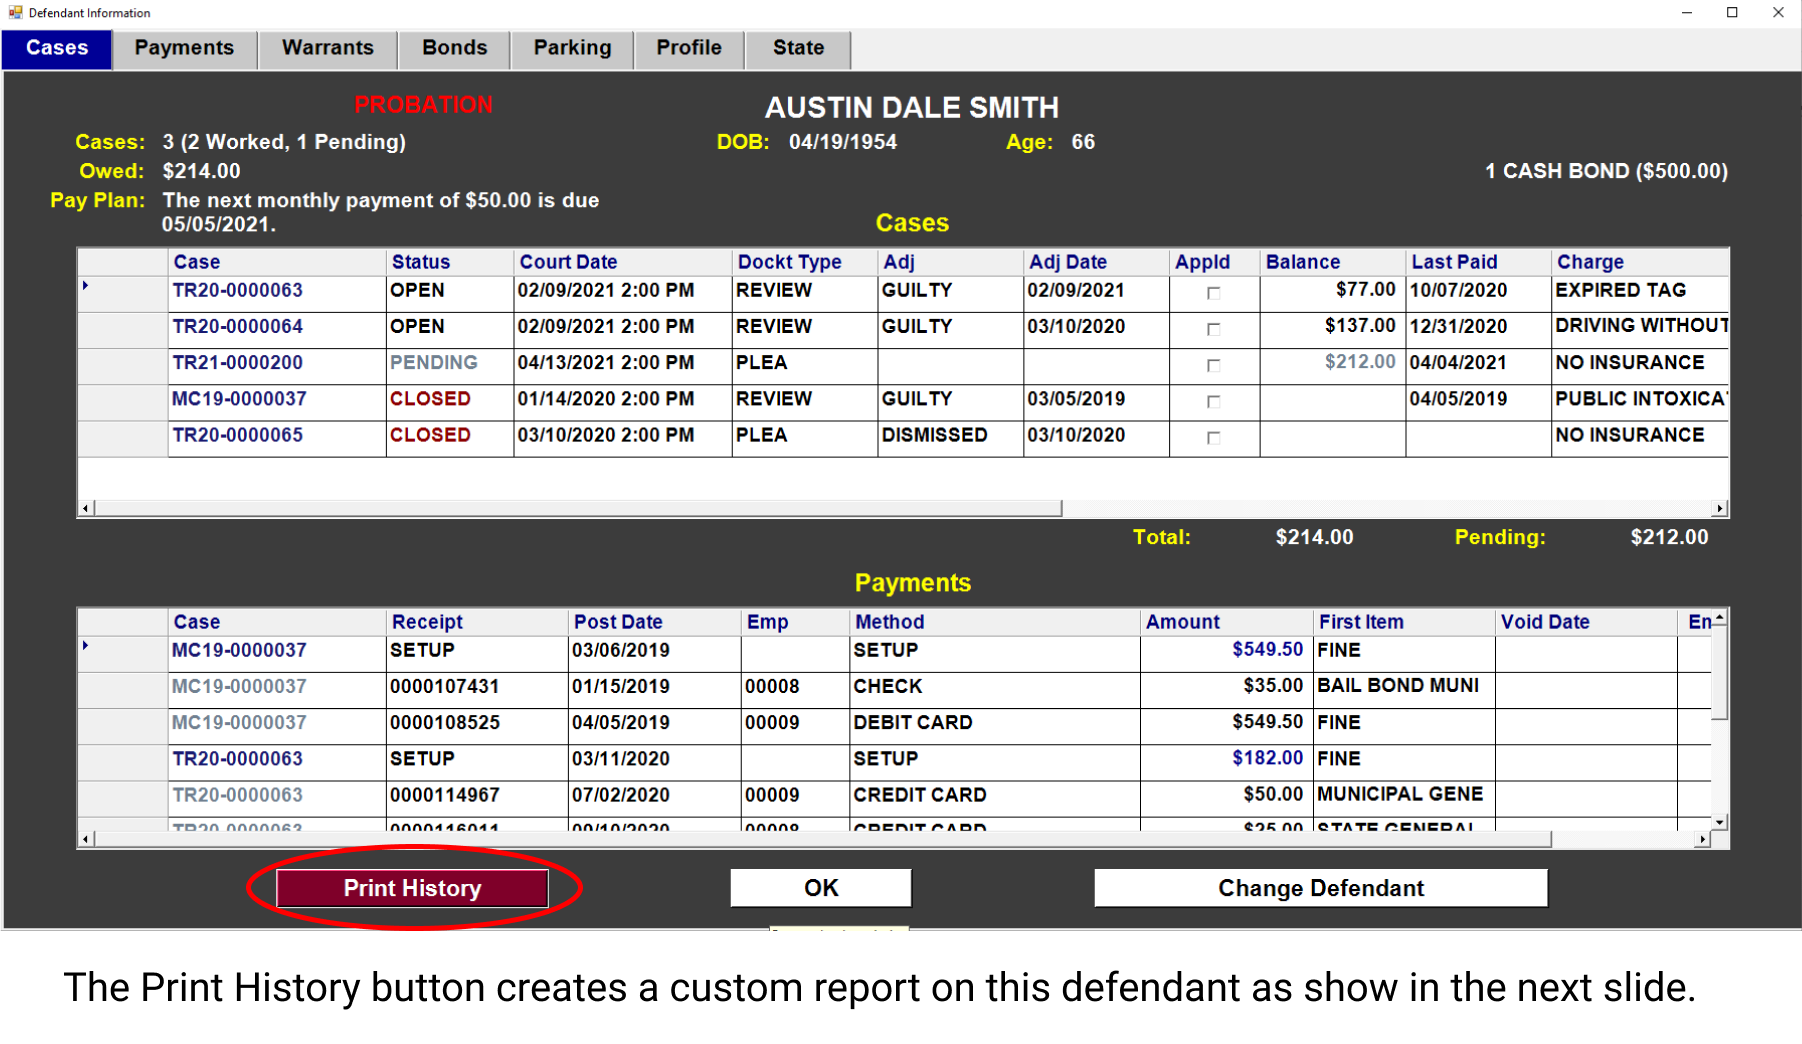 Defendant Information
Cases Payments Warrants Bonds Parking Profile State
PROBATION AUSTIN DALE SMITH
Cases: 3 (2 Worked, 1 Pending) DOB: 04/19/1954 Age: 66
Owed: $214.00 1 CASH BOND ($500.00)
Pay Plan: The next monthly payment of $50.00 is due
05/05/2021.
Cases
Case Status Court Date Dockt Type Adj Adj Date Appld Balance Last Paid Charge
TR20-0000063 OPEN 02/09/2021 2:00 PM REVIEW GUILTY 02/09/2021 $77.00 10/07/2020 EXPIRED TAG
TR20-0000064 OPEN 02/09/2021 2:00 PM REVIEW GUILTY 03/10/2020 $137.00 12/31/2020 DRIVING WITHOUT
TR21-0000200 PENDING 04/13/2021 2:00 PM PLEA $212.00 04/04/2021 NO INSURANCE
MC19-0000037 CLOSED 01/14/2020 2:00 PM REVIEW GUILTY 03/05/2019 04/05/2019 PUBLIC INTOXICA
TR20-0000065 CLOSED 03/10/2020 2:00 PM PLEA DISMISSED 03/10/2020 NO INSURANCE
Total: $214.00 Pending: $212.00
Payments
Case Receipt Post Date Emp Method Amount First Item Void Date En
MC19-0000037 SETUP 03/06/2019 SETUP $549.50 FINE
MC19-0000037 0000107431 01/15/2019 00008 CHECK $35.00 BAIL BOND MUNI
MC19-0000037 0000108525 04/05/2019 00009 DEBIT CARD $549.50 FINE
TR20-0000063 SETUP 03/11/2020 SETUP $182.00 FINE
TR20-0000063 0000114967 07/02/2020 00009 CREDIT CARD $50.00 MUNICIPAL GENE
TR20-0000063 0000116011 09/10/2020 CREDIT CARD $25.00 STATE GENERAL
Print History OK Change Defendant
The Print History button creates a custom report on this defendant as show in the next slide.